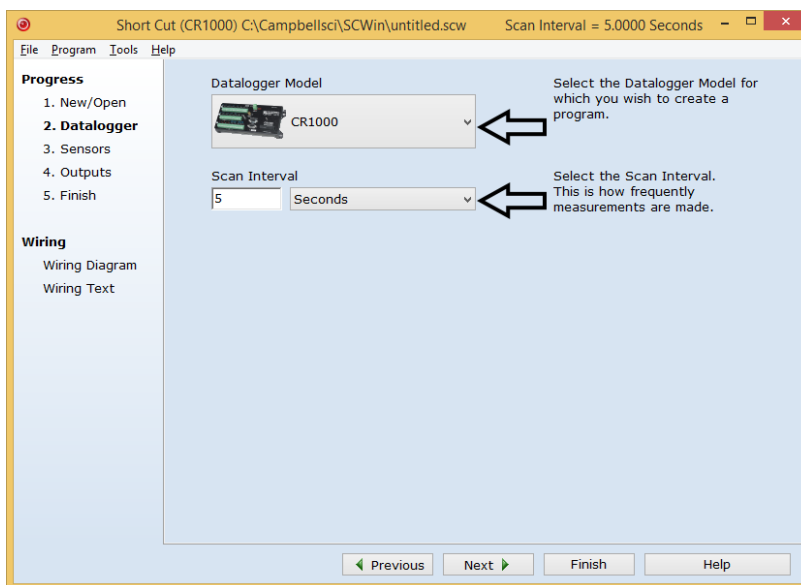 Short Cut (CR1000) C:\Campbellsci\SCWin\untitled.scw Scan Interval = 5.0000 Seconds
File Program Tools Help
Progress
1. New/Open
2. Datalogger
3. Sensors
4. Outputs
5. Finish
Wiring
Wiring Diagram
Wiring Text
Datalogger Model
CR1000
Select the Datalogger Model for
which you wish to create a
program.
Scan Interval
5 Seconds
Select the Scan Interval.
This is how frequently
measurements are made.
Previous Next Finish Help